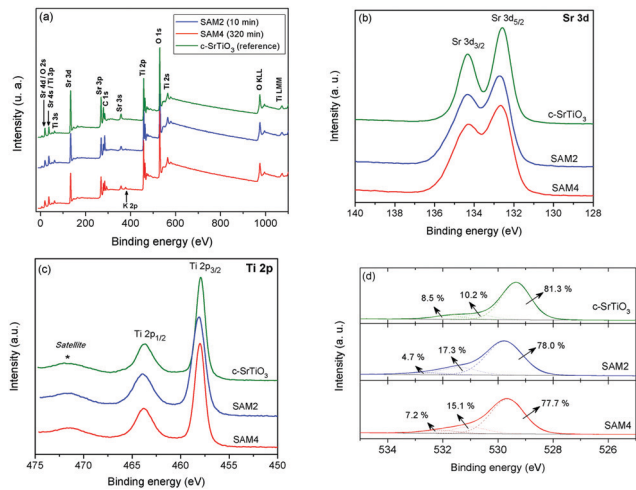 (a)
SAM2 (10 min)
SAM4 (320 min)
c-SrTiO3 (reference)
Sr 4d / O 2s
Sr 4s / Ti 3p
Ti 3s
Sr 3d
Sr 3p
C 1s
Sr 3s
K 2p
Ti 2p
O 1s
Ti 2s
O KLL
Ti LMM
Intensity (u. a.)
0 200 400 600 800 1000
Binding energy (eV)
(b)
Sr 3d
Sr 3d3/2
Sr 3d5/2
c-SrTiO3
SAM2
SAM4
Intensity (a.u.)
140 138 136 134 132 130 128
Binding energy (eV)
(c)
Ti 2p
Ti 2p3/2
Ti 2p1/2
Satellite
*
c-SrTiO3
SAM2
SAM4
Intensity (a.u.)
475 470 465 460 455 450
Binding energy (eV)
(d)
8.5 %
10.2 %
81.3 %
c-SrTiO3
4.7 %
17.3 %
78.0 %
SAM2
7.2 %
15.1 %
77.7 %
SAM4
Intensity (a.u.)
534 532 530 528 526
Binding energy (eV)